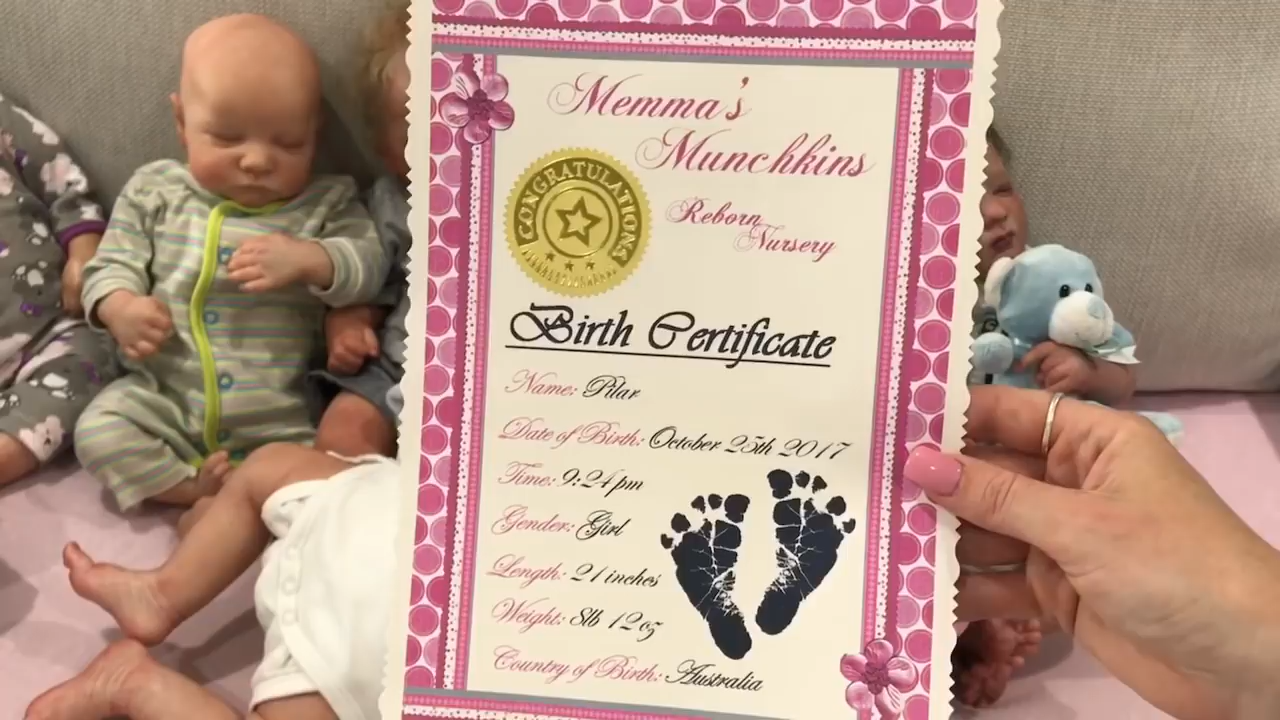 Memma's
Munchkins
CONGRATULATIONS
Reborn
Nursery
Birth Certificate
Name: Pilar
Date of Birth: October 25th 2017
Time: 9:24 pm
Gender: Girl
Length: 21 inches
Weight: 8lb 12oz
Country of Birth: Australia